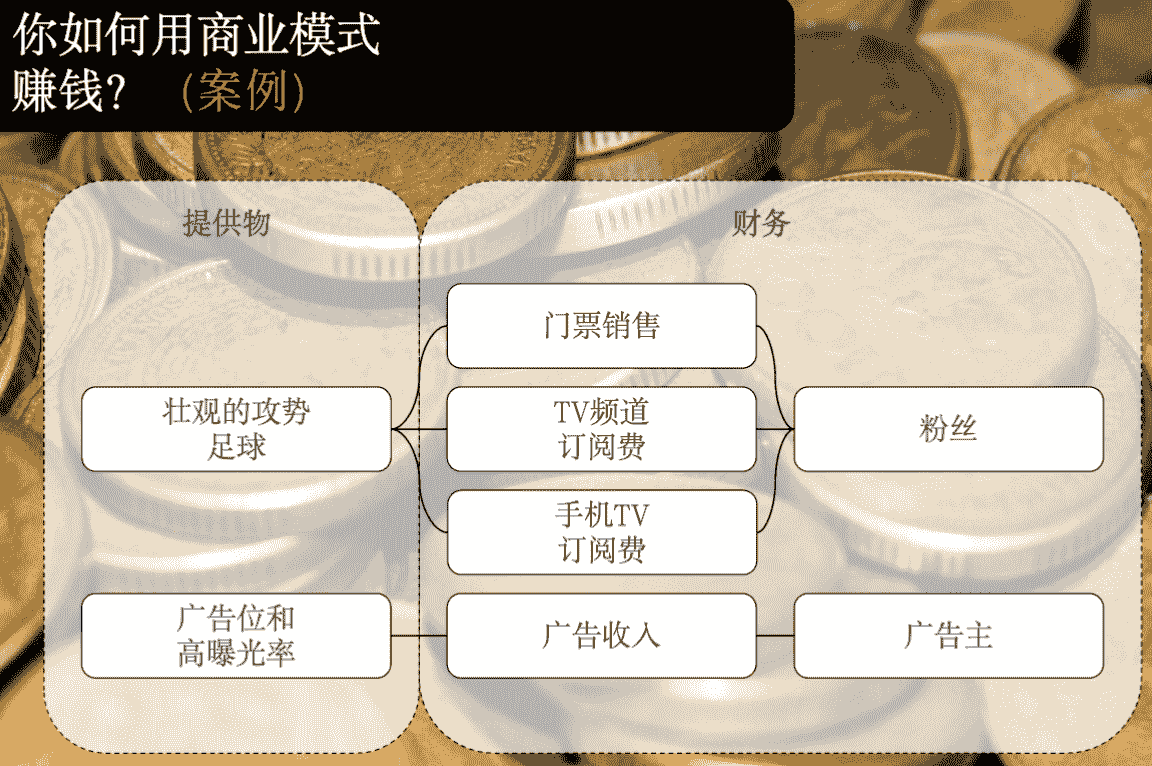 你如何用商业模式
赚钱？（案例）
提供物
财务
门票销售
壮观的攻势
足球
TV频道
订阅费
粉丝
手机TV
订阅费
广告位和
高曝光率
广告收入
广告主